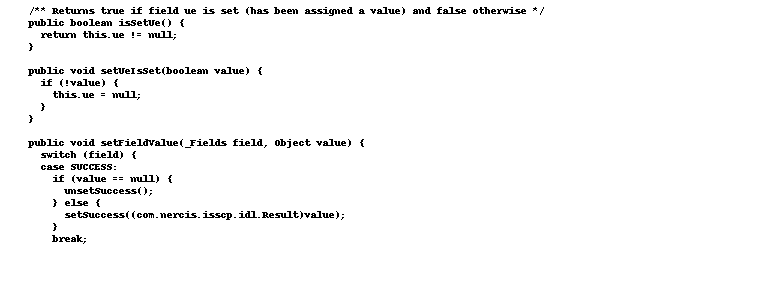 /** Returns true if field ue is set (has been assigned a value) and false otherwise */
public boolean isSetUe() {
return this.ue != null;
}
public void setUeIsSet(boolean value) {
if (!value) {
this.ue = null;
}
}
public void setFieldValue(_Fields field, Object value) {
switch (field) {
case SUCCESS:
if (value == null) {
unsetSuccess();
} else {
setSuccess((com.nercis.isscp.idl.Result)value);
}
break;